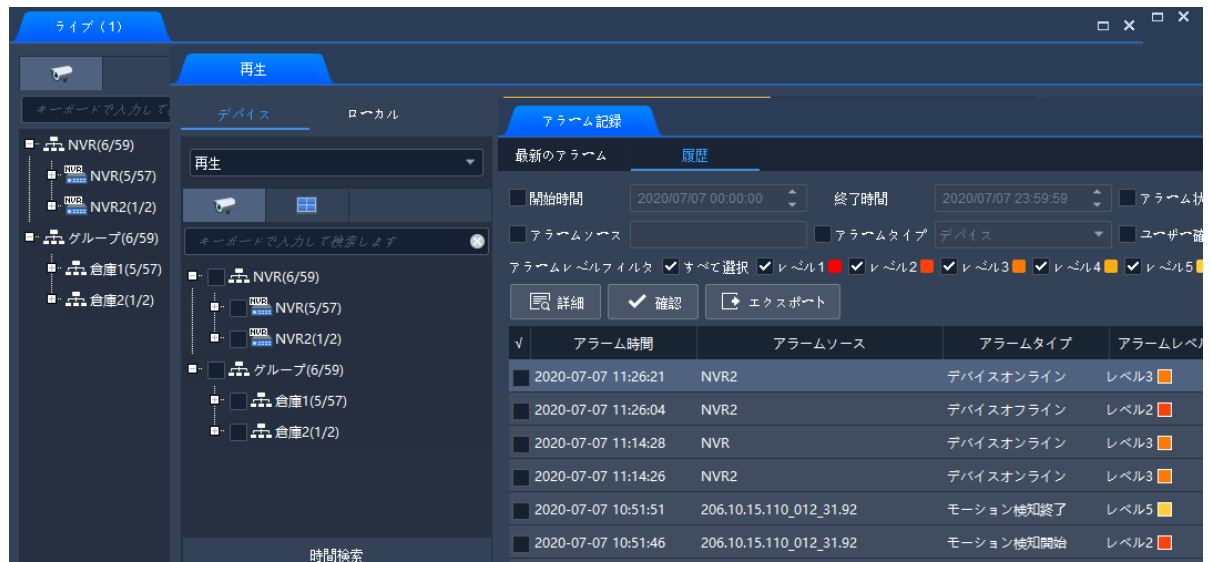 ライブ（1）
再生
キーボードで入力して
デバイス
ローカル
NVR(6/59)
NVR(5/57)
NVR2(1/2)
グループ(6/59)
倉庫1(5/57)
倉庫2(1/2)
再生
キーボードで入力して検索します
NVR(6/59)
NVR(5/57)
NVR2(1/2)
グループ(6/59)
倉庫1(5/57)
倉庫2(1/2)
時間検索
アラーム記録
最新のアラーム 履歴
開始時間 2020/07/07 00:00:00 終了時間 2020/07/07 23:59:59 アラーム状
アラームソース アラームタイプ デバイス ユーザー確
アラームレベルフィルタ すべて選択 レベル1 レベル2 レベル3 レベル4 レベル5
詳細 確認 エクスポート
√ アラーム時間 アラームソース アラームタイプ アラームレベル
2020-07-07 11:26:21 NVR2 デバイスオンライン レベル3
2020-07-07 11:26:04 NVR2 デバイスオフライン レベル2
2020-07-07 11:14:28 NVR デバイスオンライン レベル3
2020-07-07 11:14:26 NVR2 デバイスオンライン レベル3
2020-07-07 10:51:51 206.10.15.110_012_31.92 モーション検知終了 レベル5
2020-07-07 10:51:46 206.10.15.110_012_31.92 モーション検知開始 レベル2